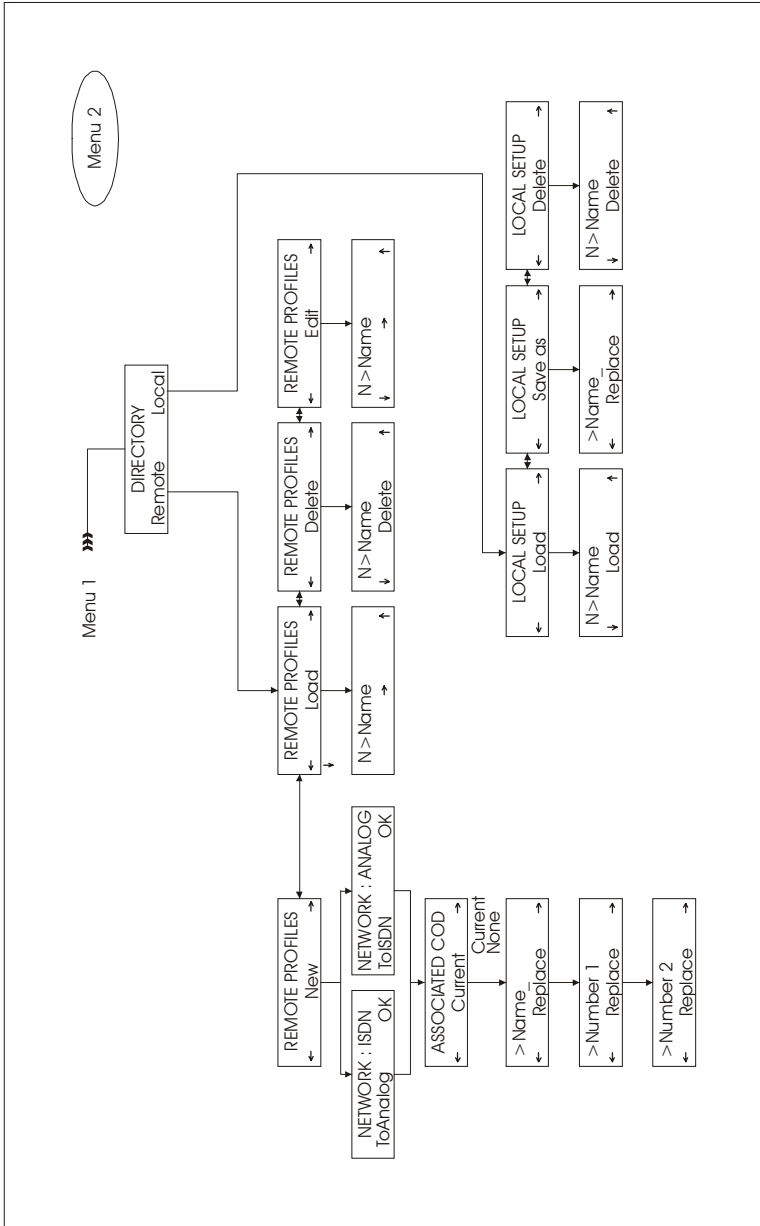 Menu 2
Menu 1
DIRECTORY
Remote Local
REMOTE PROFILES
New
REMOTE PROFILES
Load
REMOTE PROFILES
Delete
REMOTE PROFILES
Edit
NETWORK : ISDN
ToAnalog OK
NETWORK : ANALOG
ToISDN OK
N>Name
N>Name
Delete
N>Name
ASSOCIATED COD
Current
Current
None
>Name_
Replace
>Number 1
Replace
>Number 2
Replace
LOCAL SETUP
Load
LOCAL SETUP
Save as
LOCAL SETUP
Delete
N>Name
Load
>Name_
Replace
N>Name
Delete